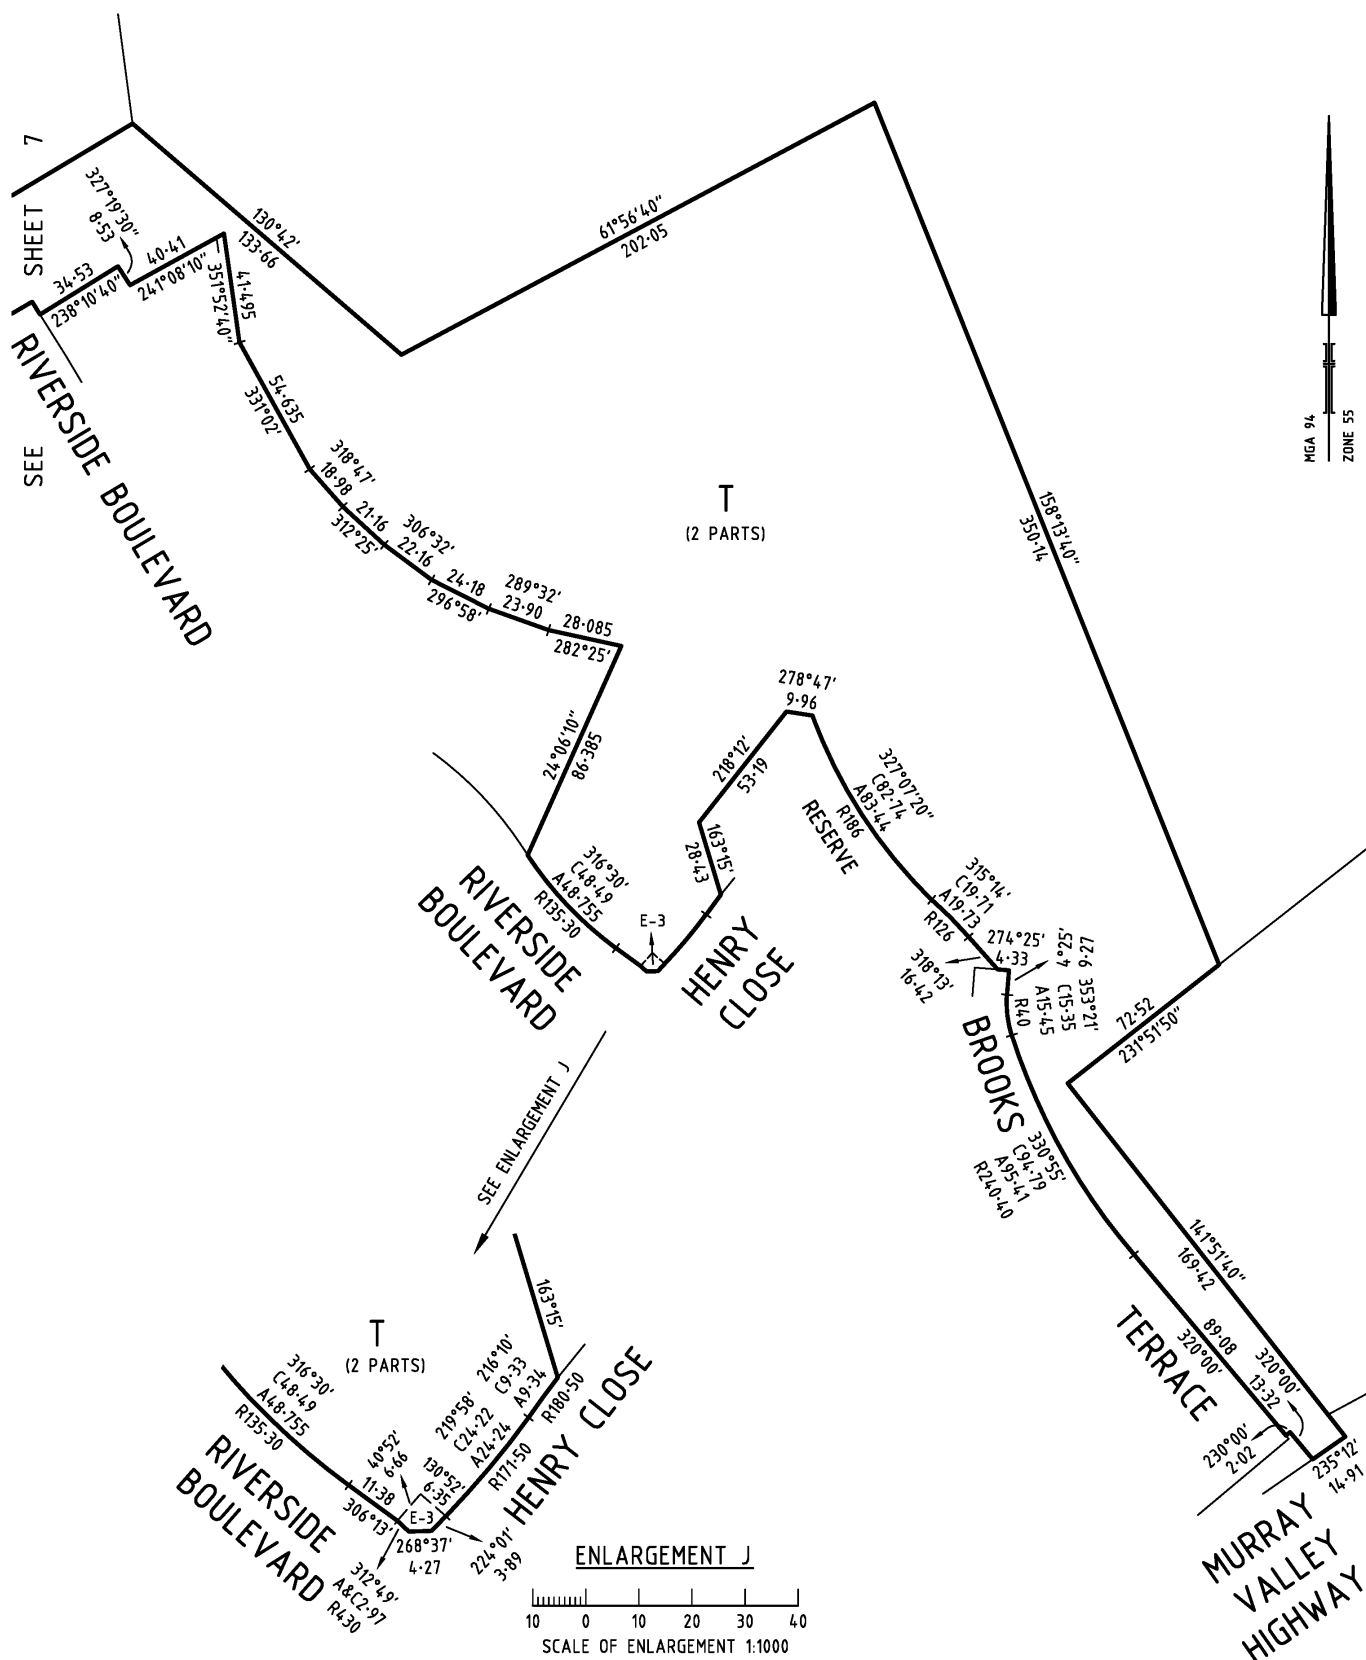 SEE SHEET 7
327°19'30"
8·53
34·53
238°10'40"
40·41
241°08'10"
130°42'
133·66
41·495
351°52'40"
61°56'40"
202·05
MGA 94
ZONE 55
RIVERSIDE BOULEVARD
54·635
331°02'
318°47'
18·98
21·16
312°25'
306°32'
22·16
24·18
296°58'
289°32'
23·90
28·085
282°25'
T
(2 PARTS)
158°13'40"
350·14
24°06'10"
86·385
278°47'
9·96
218°12'
53·19
163°15'
28·43
RESERVE
327°07'20"
C82·74
A83·44
R186
316°30'
C48·49
A48·755
R135·30
RIVERSIDE
BOULEVARD
E-3
HENRY
CLOSE
315°14'
C19·71
A19·73
R126
318°13'
16·42
274°25'
4·33
4°25'
9·27
353°21'
C15·35
A15·45
R40
72·52
231°51'50"
BROOKS
TERRACE
330°55'
C94·79
A95·41
R240·40
SEE ENLARGEMENT J
141°51'40"
169·42
89·08
320°00'
320°00'
13·32
230°00'
2·02
235°12'
14·91
MURRAY
VALLEY
HIGHWAY
T
(2 PARTS)
163°15'
316°30'
C48·49
A48·755
R135·30
RIVERSIDE
BOULEVARD
216°10'
C9·33
A9·34
R180·50
219°58'
C24·22
A24·24
R171·50
HENRY CLOSE
40°52'
6·66
130°52'
6·35
11·38
306°13'
E-3
268°37'
4·27
224°01'
3·89
312°49'
A&C2·97
R430
ENLARGEMENT J
10 0 10 20 30 40
SCALE OF ENLARGEMENT 1:1000